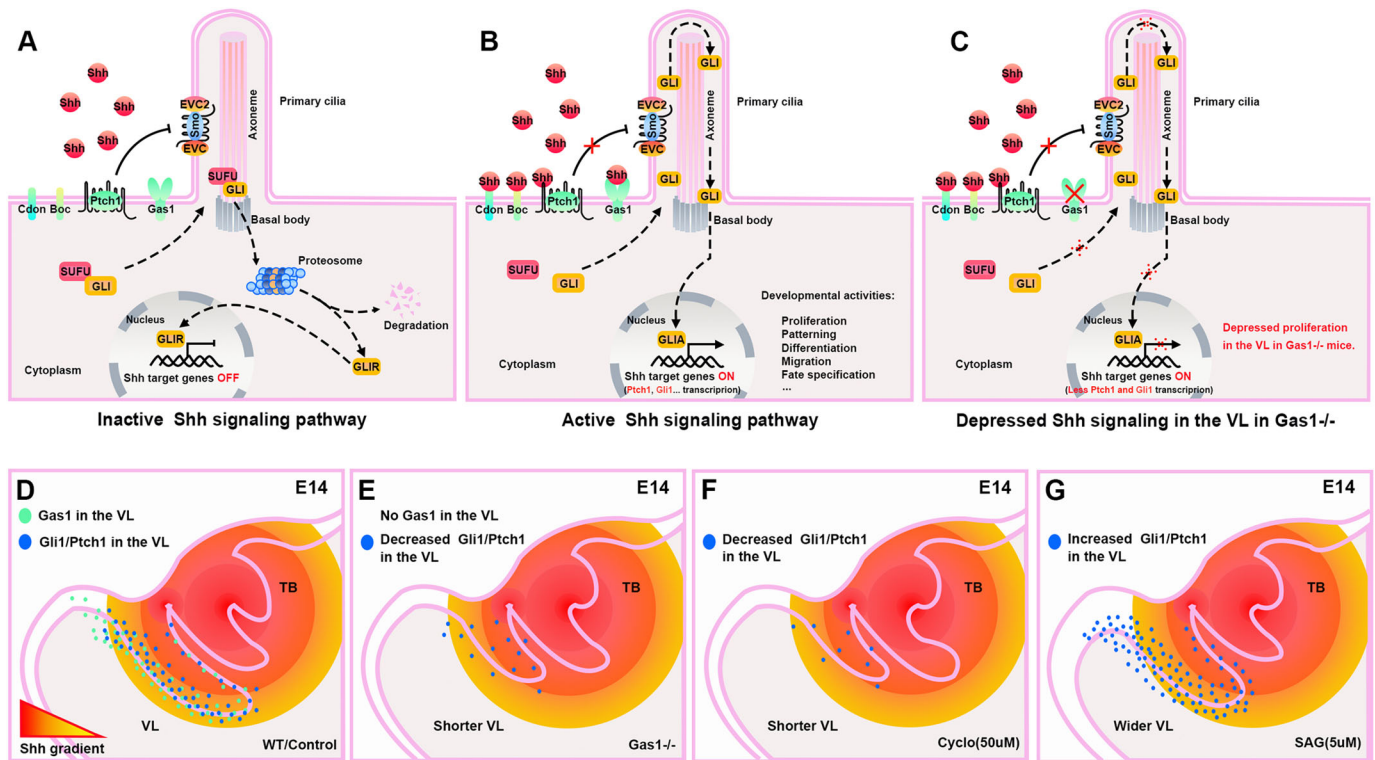 A
Shh
Shh
Shh
Shh
Shh
EVC2
Smo
EVC
Axoneme
Primary cilia
SUFU
GLI
Cdon Boc
Ptch1
Gas1
Basal body
SUFU
GLI
Proteosome
Degradation
Nucleus
GLIR
GLIR
Cytoplasm
Shh target genes OFF
Inactive Shh signaling pathway
B
GLI
GLI
Shh
Shh
Shh
Shh
Shh
EVC2
Smo
EVC
Axoneme
Primary cilia
Shh
Shh
Shh
Shh
GLI
GLI
Cdon Boc
Ptch1
Gas1
Basal body
SUFU
GLI
Developmental activities:
Proliferation
Patterning
Differentiation
Migration
Fate specification
...
Nucleus
GLIA
Cytoplasm
Shh target genes ON
(Ptch1, Gli1... transcriprion)
Active Shh signaling pathway
C
GLI
GLI
Shh
Shh
Shh
Shh
Shh
EVC2
Smo
EVC
Axoneme
Primary cilia
Shh
Shh
Shh
GLI
GLI
Cdon Boc
Ptch1
Gas1
Basal body
SUFU
GLI
Nucleus
GLIA
Depressed proliferation
in the VL in Gas1-/- mice.
Cytoplasm
Shh target genes ON
(Less Ptch1 and Gli1 transcriprion)
Depressed Shh signaling in the VL in Gas1-/-
D
E14
Gas1 in the VL
Gli1/Ptch1 in the VL
TB
VL
Shh gradient
WT/Control
E
E14
No Gas1 in the VL
Decreased Gli1/Ptch1
in the VL
TB
Shorter VL
Gas1-/-
F
E14
Decreased Gli1/Ptch1
in the VL
TB
Shorter VL
Cyclo(50uM)
G
E14
Increased Gli1/Ptch1
in the VL
TB
Wider VL
SAG(5uM)